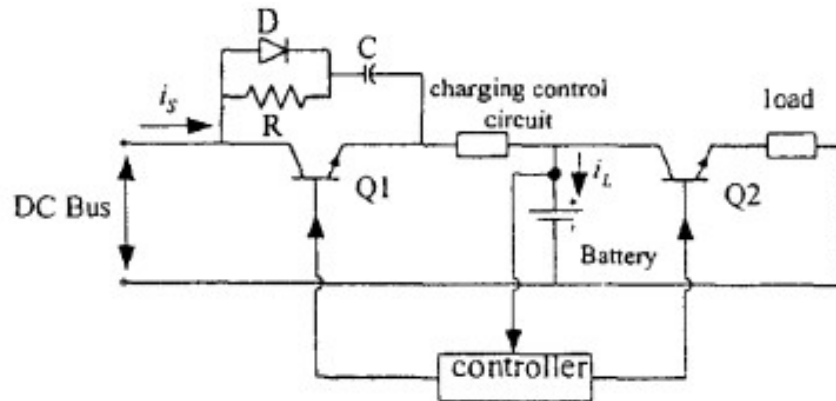 D
C
i_S
R
charging control
circuit
load
DC Bus
Q1
i_L
Q2
+
Battery
controller